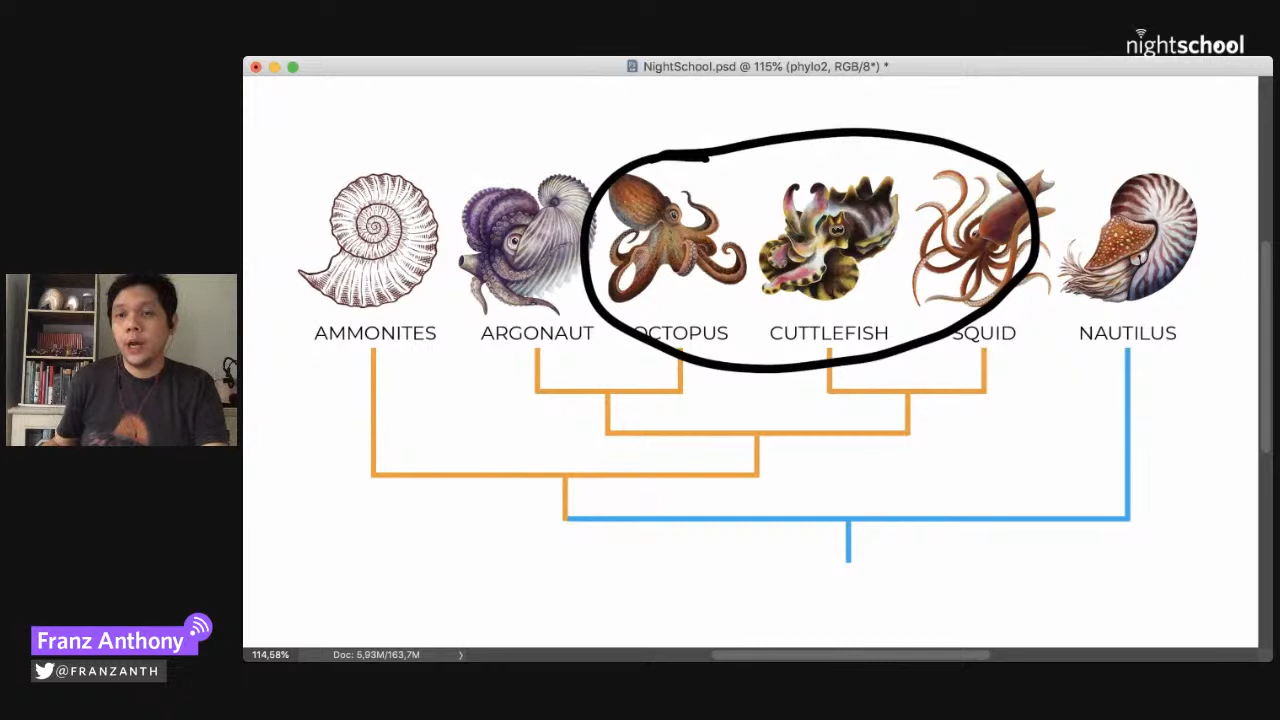 nightschool
NightSchool.psd @ 115% (phylo2, RGB/8*) *
AMMONITES
ARGONAUT
OCTOPUS
CUTTLEFISH
SQUID
NAUTILUS
114,58%
Doc: 5,93M/163,7M
Franz Anthony
@FRANZANTH